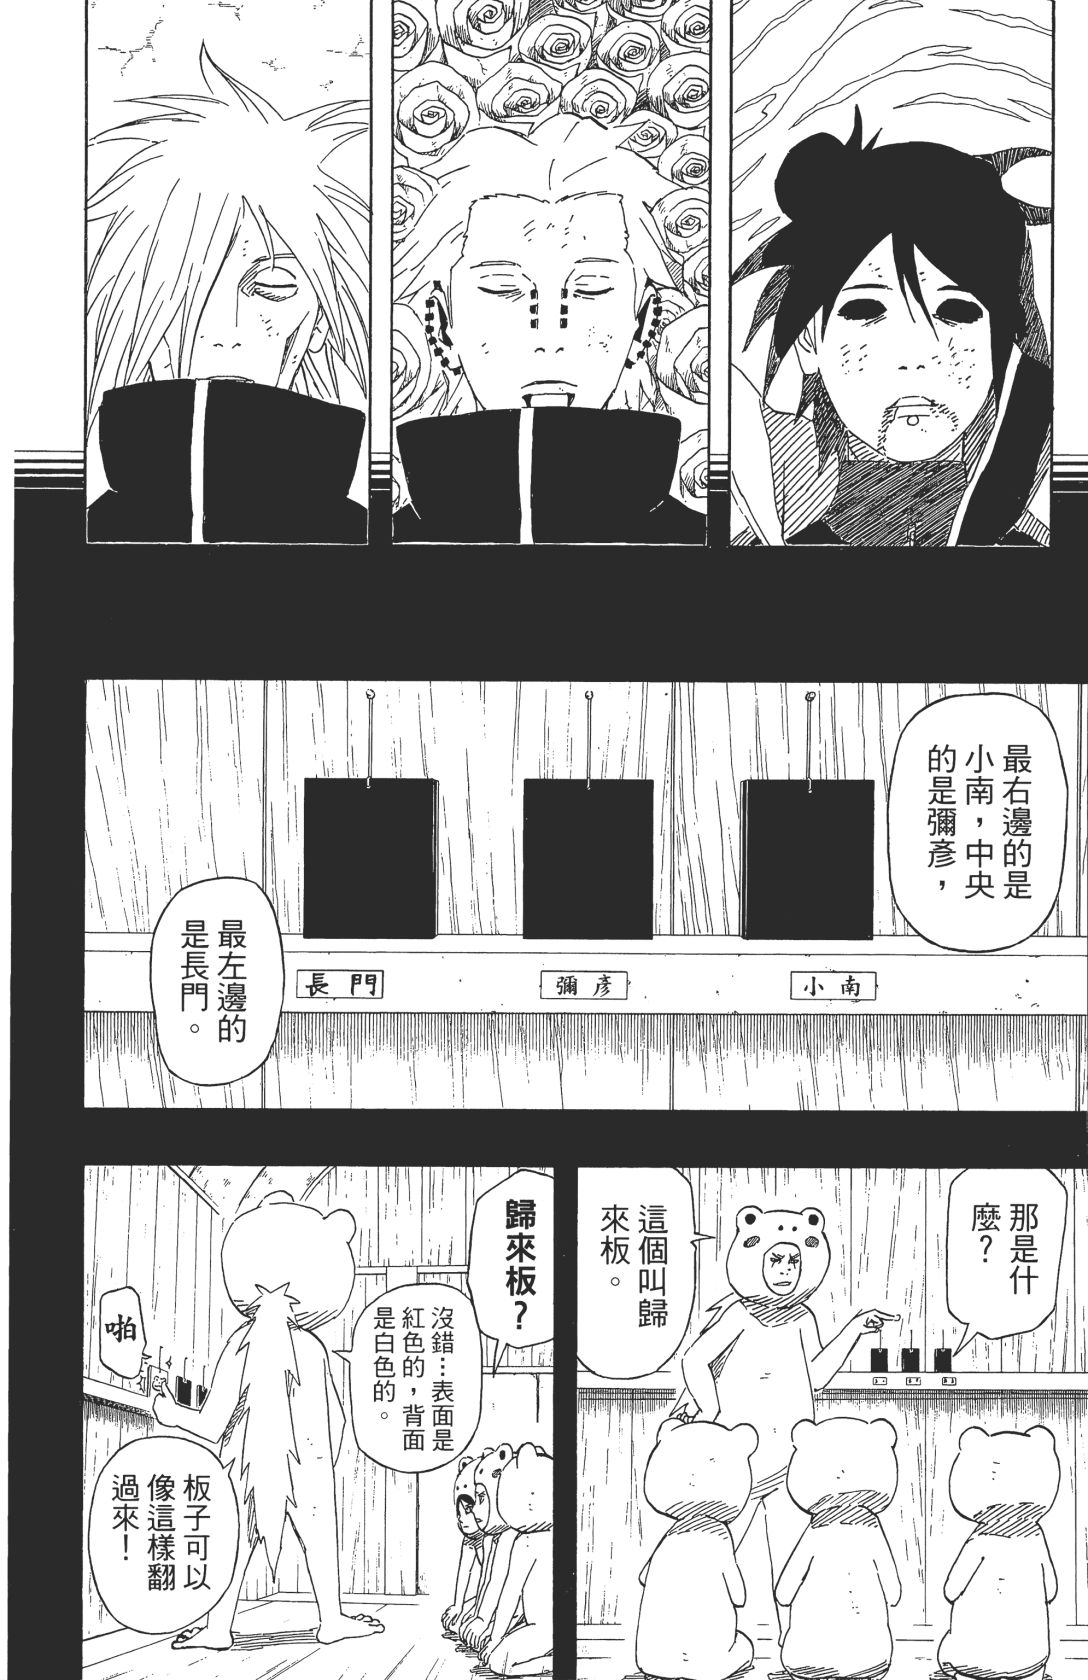 最右邊的是
小南，中央
的是彌彥，
最左邊的
是長門。
小南
彌彥
長門
那是什
麼？
這個叫歸
來板。
歸來板？
沒錯…表面是
紅色的，背面
是白色的。
啪
板子可以
像這樣翻
過來！